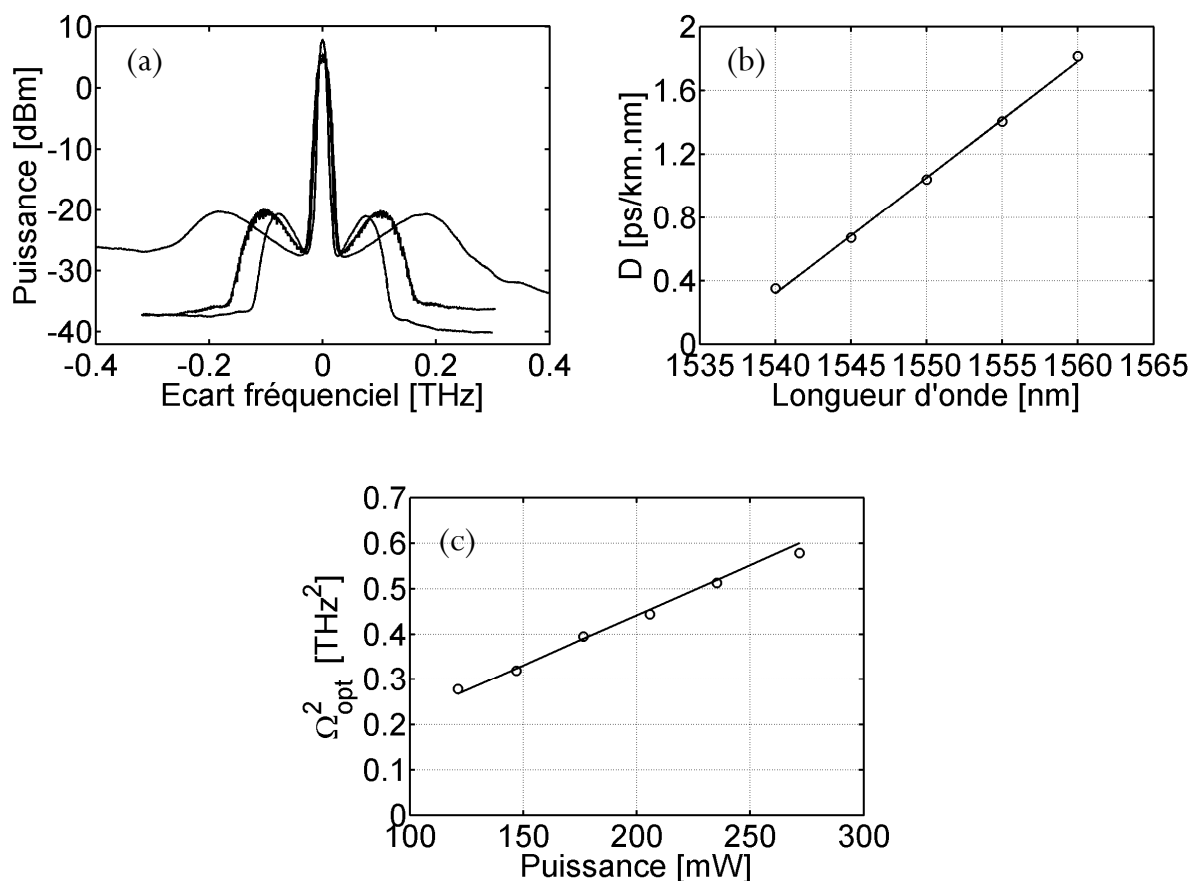 (a)
Puissance [dBm]
10
0
-10
-20
-30
-40
-0.4 -0.2 0 0.2 0.4
Ecart fréquenciel [THz]
(b)
D [ps/km.nm]
2
1.6
1.2
0.8
0.4
0
1535 1540 1545 1550 1555 1560 1565
Longueur d'onde [nm]
(c)
Ω²opt [THz²]
0.7
0.6
0.5
0.4
0.3
0.2
0.1
0
100 150 200 250 300
Puissance [mW]